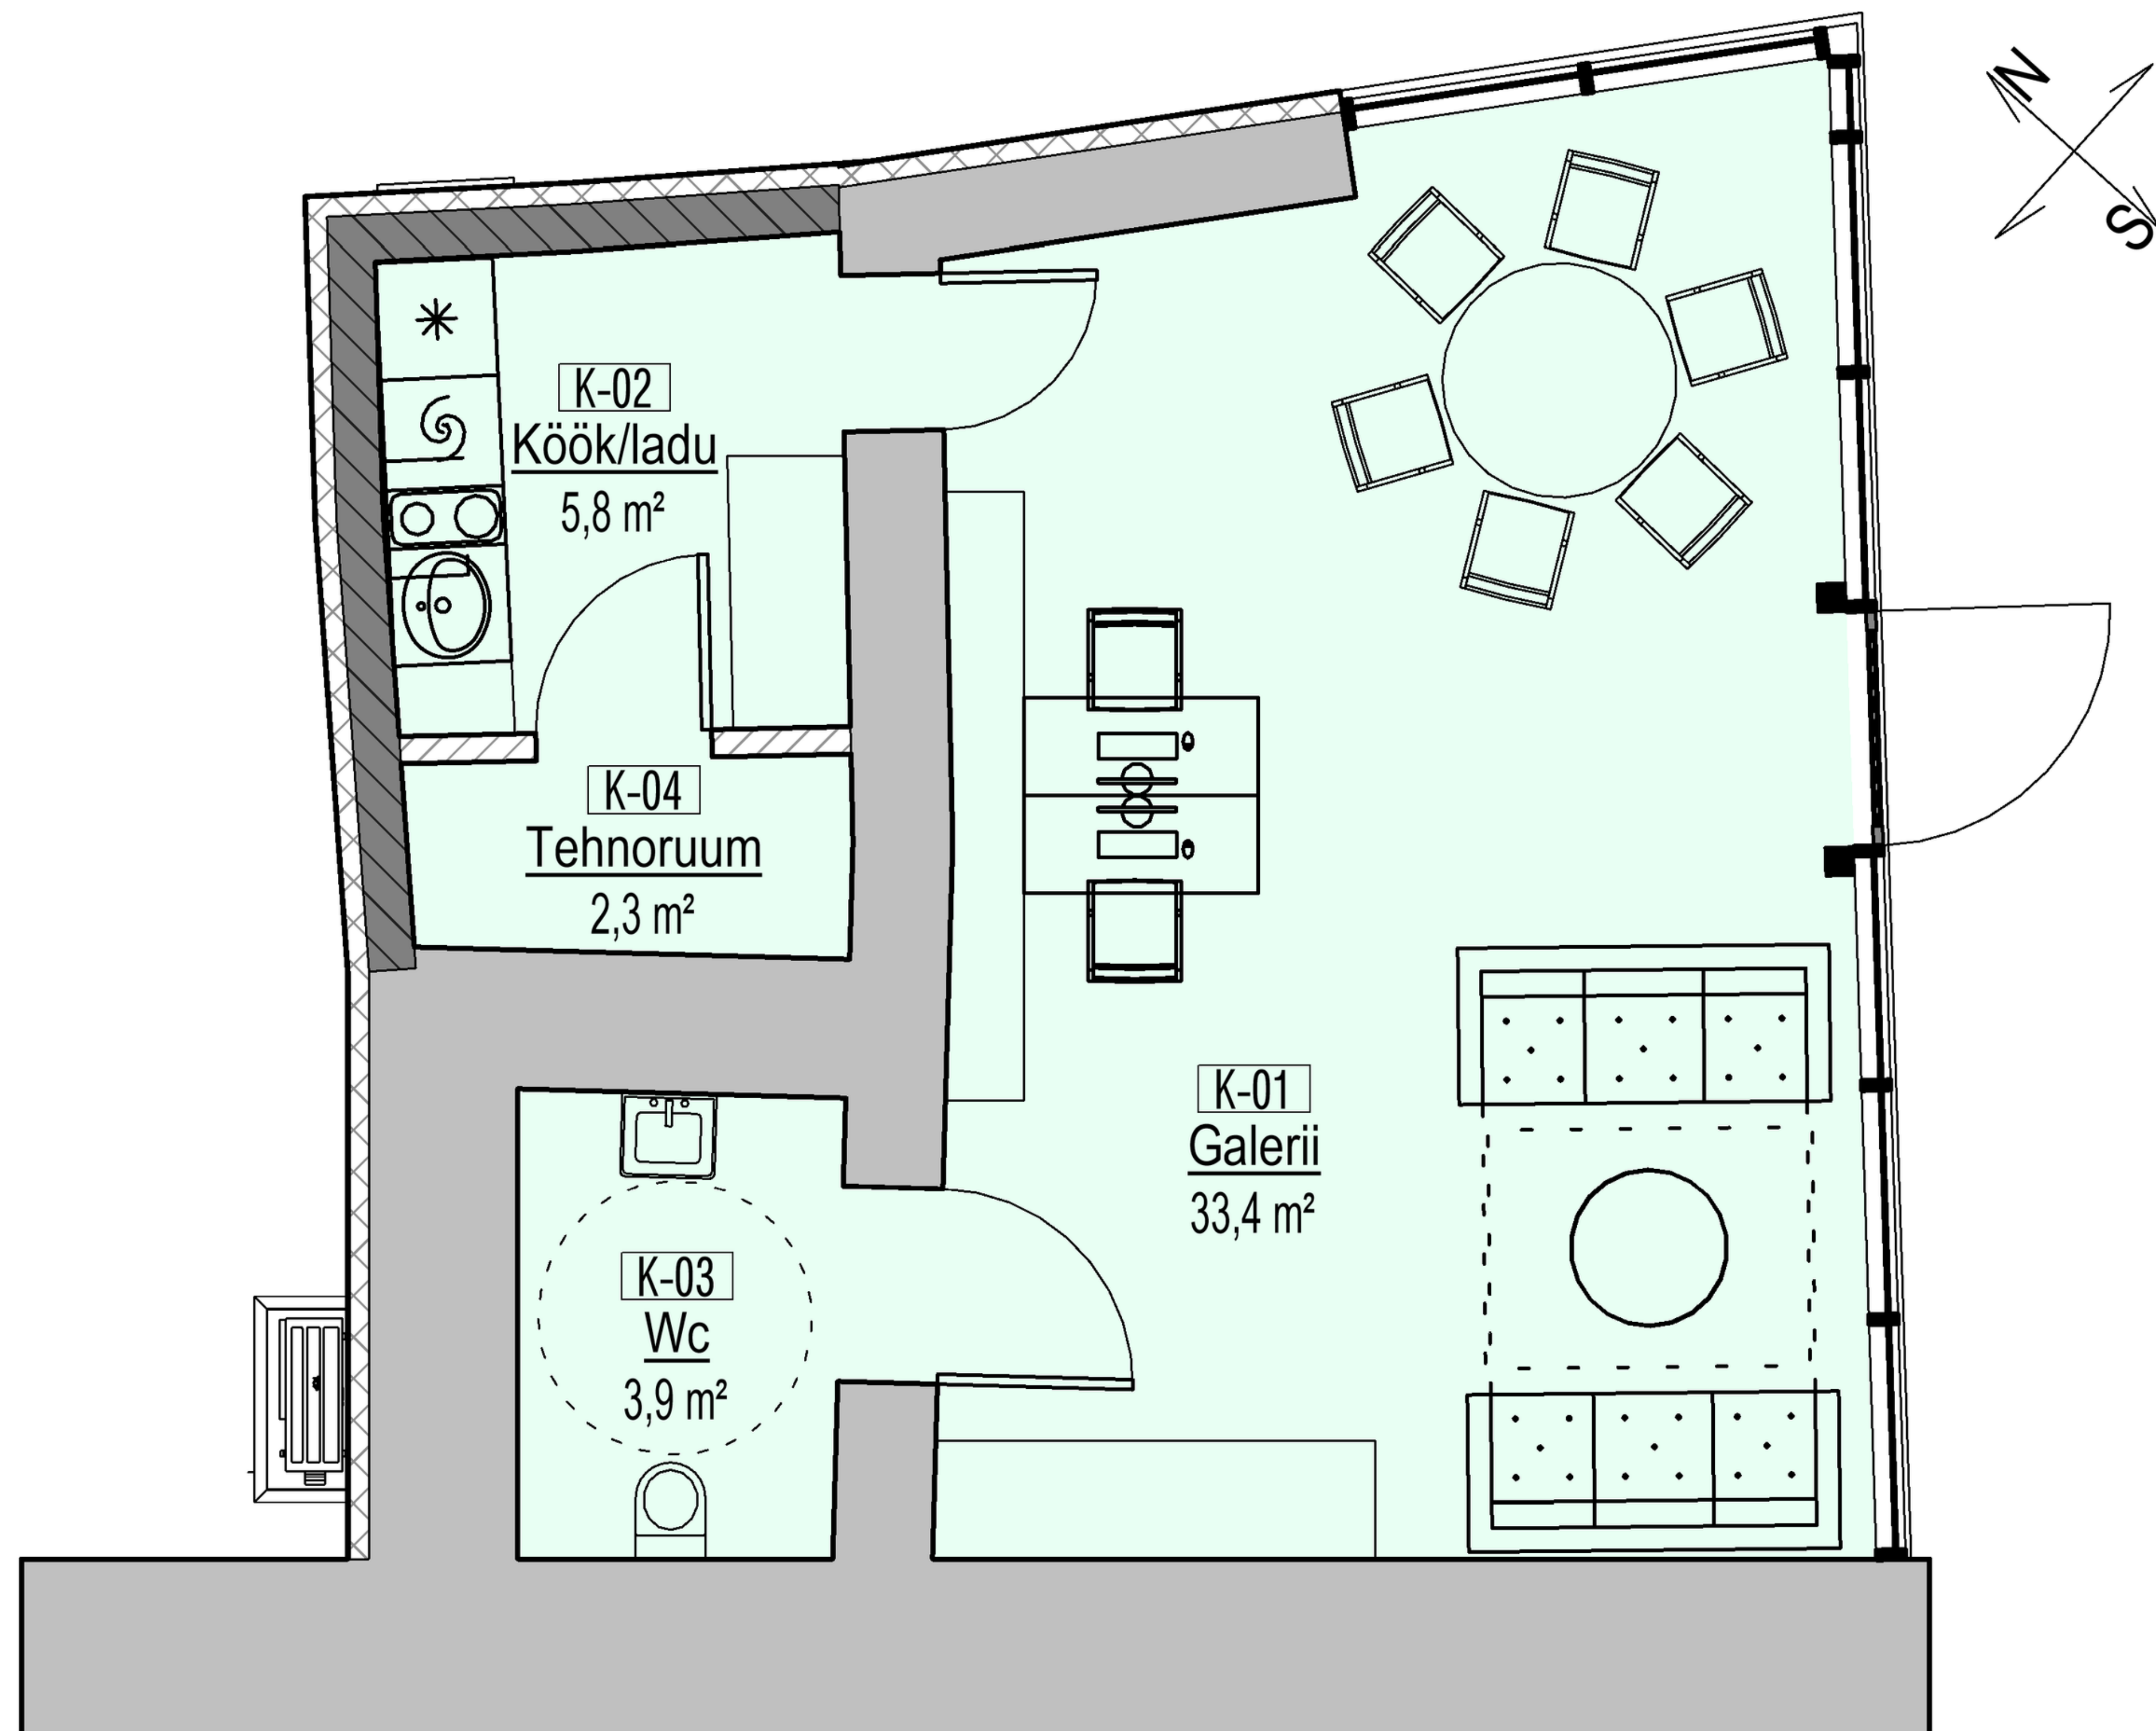 N
S
K-02
Köök/ladu
5,8 m²
K-04
Tehnoruum
2,3 m²
K-01
Galerii
33,4 m²
K-03
Wc
3,9 m²